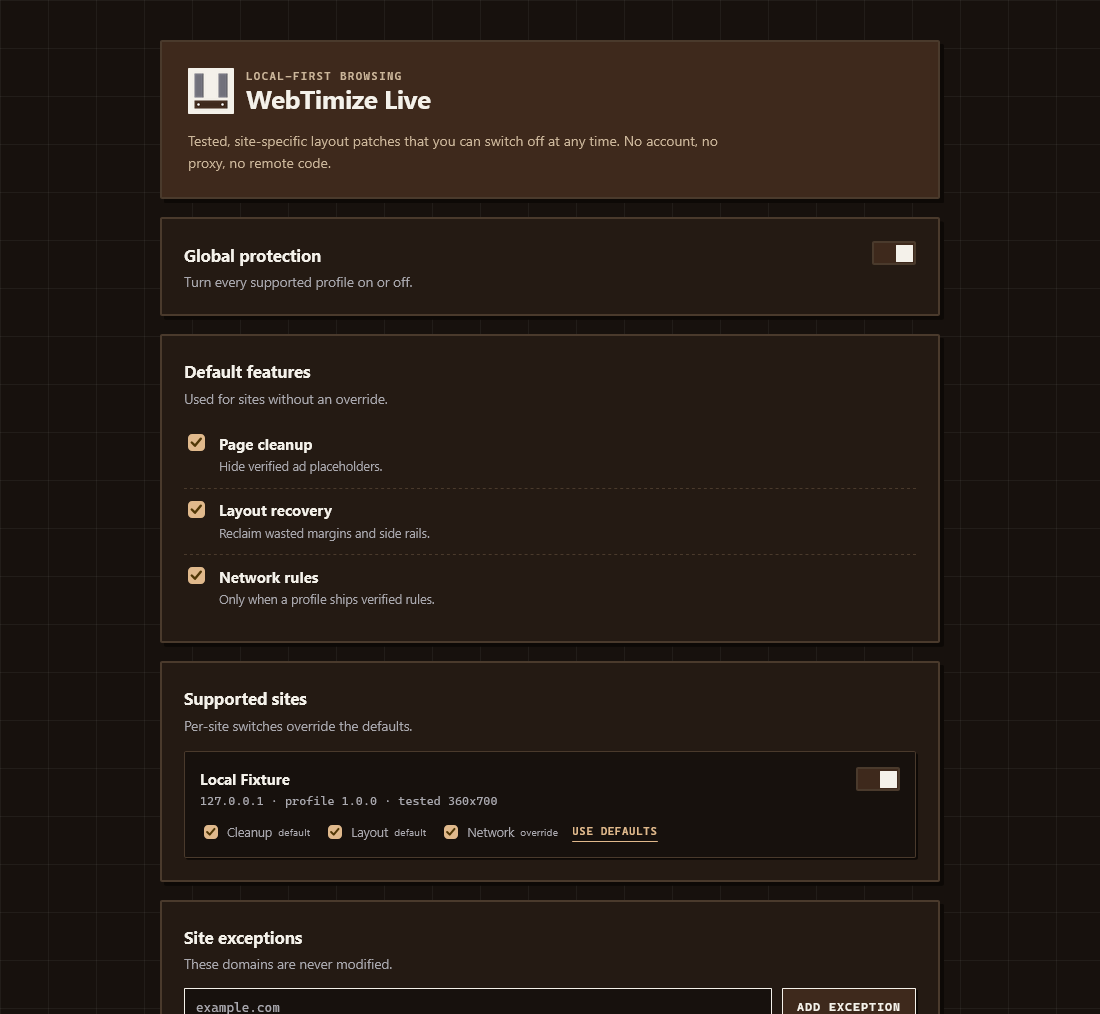 LOCAL-FIRST BROWSING
WebTimize Live
Tested, site-specific layout patches that you can switch off at any time. No account, no
proxy, no remote code.
Global protection
Turn every supported profile on or off.
Default features
Used for sites without an override.
Page cleanup
Hide verified ad placeholders.
Layout recovery
Reclaim wasted margins and side rails.
Network rules
Only when a profile ships verified rules.
Supported sites
Per-site switches override the defaults.
Local Fixture
127.0.0.1 · profile 1.0.0 · tested 360x700
Cleanup default Layout default Network override USE DEFAULTS
Site exceptions
These domains are never modified.
example.com ADD EXCEPTION